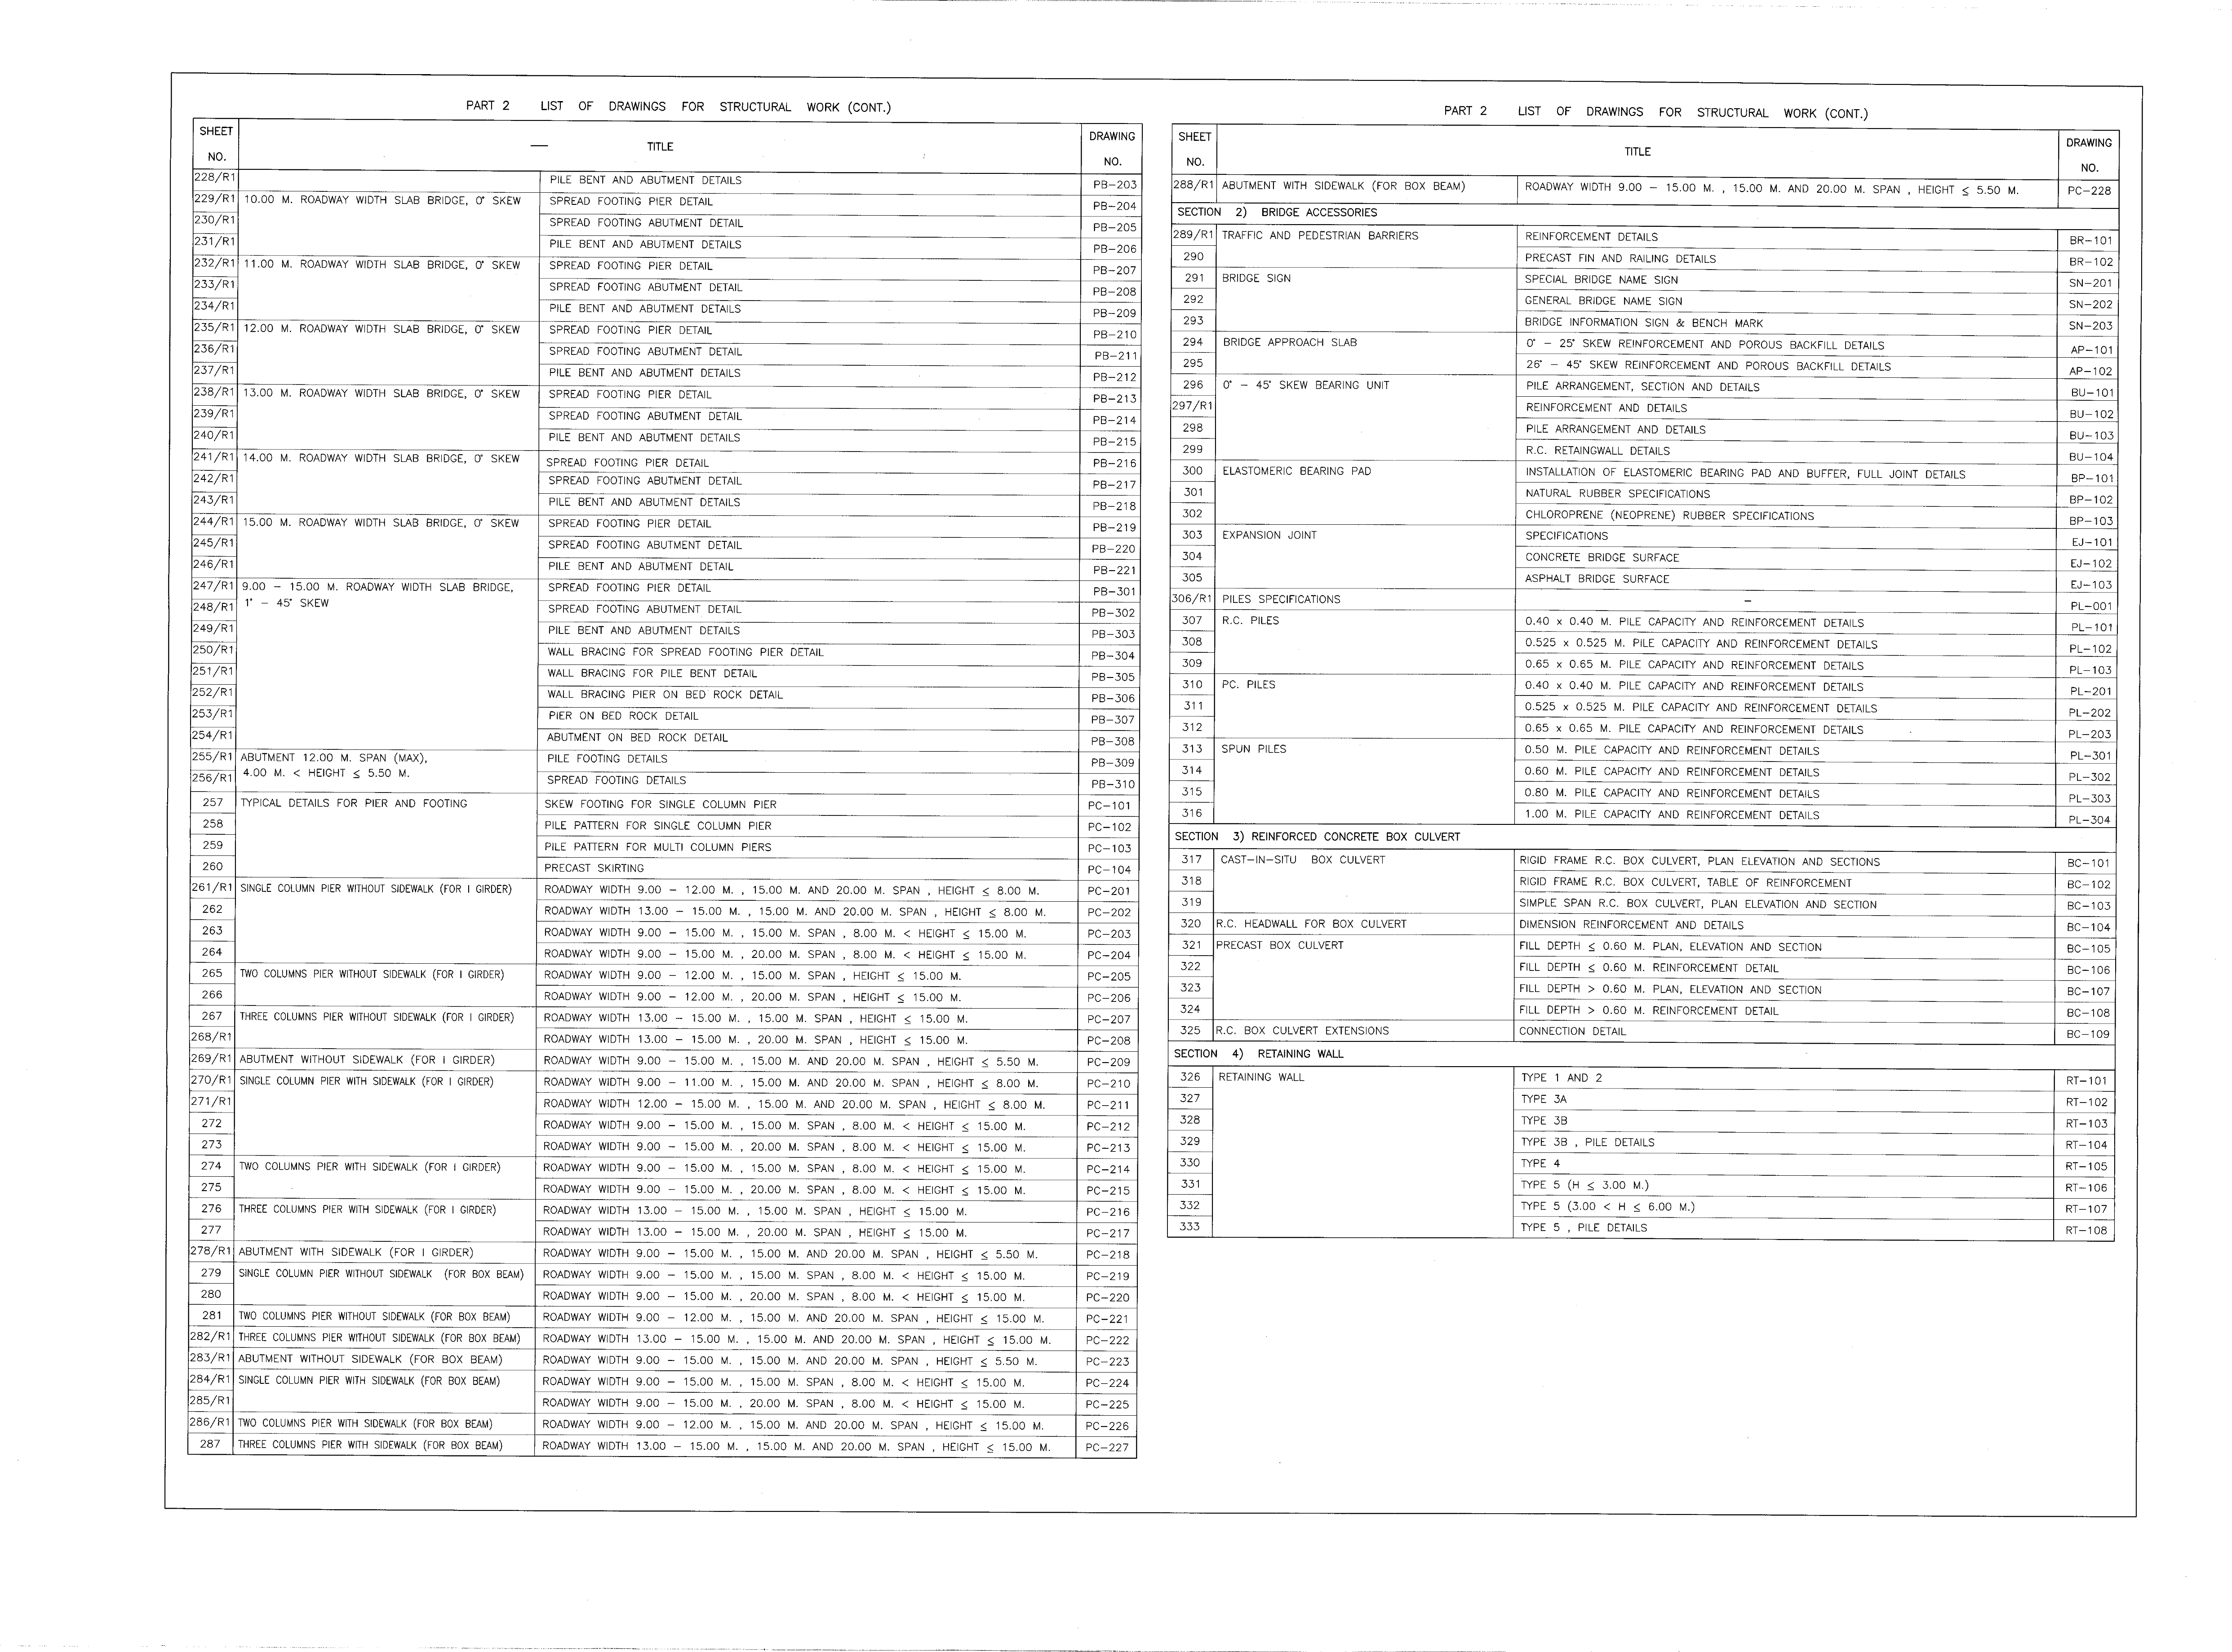 PART 2 LIST OF DRAWINGS FOR STRUCTURAL WORK (CONT.)
SHEET NO. TITLE DRAWING NO.
228/R1 PILE BENT AND ABUTMENT DETAILS PB-203
229/R1 10.00 M. ROADWAY WIDTH SLAB BRIDGE, 0° SKEW SPREAD FOOTING PIER DETAIL PB-204
230/R1 SPREAD FOOTING ABUTMENT DETAIL PB-205
231/R1 PILE BENT AND ABUTMENT DETAILS PB-206
232/R1 11.00 M. ROADWAY WIDTH SLAB BRIDGE, 0° SKEW SPREAD FOOTING PIER DETAIL PB-207
233/R1 SPREAD FOOTING ABUTMENT DETAIL PB-208
234/R1 PILE BENT AND ABUTMENT DETAILS PB-209
235/R1 12.00 M. ROADWAY WIDTH SLAB BRIDGE, 0° SKEW SPREAD FOOTING PIER DETAIL PB-210
236/R1 SPREAD FOOTING ABUTMENT DETAIL PB-211
237/R1 PILE BENT AND ABUTMENT DETAILS PB-212
238/R1 13.00 M. ROADWAY WIDTH SLAB BRIDGE, 0° SKEW SPREAD FOOTING PIER DETAIL PB-213
239/R1 SPREAD FOOTING ABUTMENT DETAIL PB-214
240/R1 PILE BENT AND ABUTMENT DETAILS PB-215
241/R1 14.00 M. ROADWAY WIDTH SLAB BRIDGE, 0° SKEW SPREAD FOOTING PIER DETAIL PB-216
242/R1 SPREAD FOOTING ABUTMENT DETAIL PB-217
243/R1 PILE BENT AND ABUTMENT DETAILS PB-218
244/R1 15.00 M. ROADWAY WIDTH SLAB BRIDGE, 0° SKEW SPREAD FOOTING PIER DETAIL PB-219
245/R1 SPREAD FOOTING ABUTMENT DETAIL PB-220
246/R1 PILE BENT AND ABUTMENT DETAIL PB-221
247/R1 9.00 - 15.00 M. ROADWAY WIDTH SLAB BRIDGE, SPREAD FOOTING PIER DETAIL PB-301
248/R1 1° - 45° SKEW SPREAD FOOTING ABUTMENT DETAIL PB-302
249/R1 PILE BENT AND ABUTMENT DETAILS PB-303
250/R1 WALL BRACING FOR SPREAD FOOTING PIER DETAIL PB-304
251/R1 WALL BRACING FOR PILE BENT DETAIL PB-305
252/R1 WALL BRACING PIER ON BED ROCK DETAIL PB-306
253/R1 PIER ON BED ROCK DETAIL PB-307
254/R1 ABUTMENT ON BED ROCK DETAIL PB-308
255/R1 ABUTMENT 12.00 M. SPAN (MAX), PILE FOOTING DETAILS PB-309
256/R1 4.00 M. < HEIGHT ≤ 5.50 M. SPREAD FOOTING DETAILS PB-310
257 TYPICAL DETAILS FOR PIER AND FOOTING SKEW FOOTING FOR SINGLE COLUMN PIER PC-101
258 PILE PATTERN FOR SINGLE COLUMN PIER PC-102
259 PILE PATTERN FOR MULTI COLUMN PIERS PC-103
260 PRECAST SKIRTING PC-104
261/R1 SINGLE COLUMN PIER WITHOUT SIDEWALK (FOR I GIRDER) ROADWAY WIDTH 9.00 - 12.00 M. , 15.00 M. AND 20.00 M. SPAN , HEIGHT ≤ 8.00 M. PC-201
262 ROADWAY WIDTH 13.00 - 15.00 M. , 15.00 M. AND 20.00 M. SPAN , HEIGHT ≤ 8.00 M. PC-202
263 ROADWAY WIDTH 9.00 - 15.00 M. , 15.00 M. SPAN , 8.00 M. < HEIGHT ≤ 15.00 M. PC-203
264 ROADWAY WIDTH 9.00 - 15.00 M. , 20.00 M. SPAN , 8.00 M. < HEIGHT ≤ 15.00 M. PC-204
265 TWO COLUMNS PIER WITHOUT SIDEWALK (FOR I GIRDER) ROADWAY WIDTH 9.00 - 12.00 M. , 15.00 M. SPAN , HEIGHT ≤ 15.00 M. PC-205
266 ROADWAY WIDTH 9.00 - 12.00 M. , 20.00 M. SPAN , HEIGHT ≤ 15.00 M. PC-206
267 THREE COLUMNS PIER WITHOUT SIDEWALK (FOR I GIRDER) ROADWAY WIDTH 13.00 - 15.00 M. , 15.00 M. SPAN , HEIGHT ≤ 15.00 M. PC-207
268/R1 ROADWAY WIDTH 13.00 - 15.00 M. , 20.00 M. SPAN , HEIGHT ≤ 15.00 M. PC-208
269/R1 ABUTMENT WITHOUT SIDEWALK (FOR I GIRDER) ROADWAY WIDTH 9.00 - 15.00 M. , 15.00 M. AND 20.00 M. SPAN , HEIGHT ≤ 5.50 M. PC-209
270/R1 SINGLE COLUMN PIER WITH SIDEWALK (FOR I GIRDER) ROADWAY WIDTH 9.00 - 11.00 M. , 15.00 M. AND 20.00 M. SPAN , HEIGHT ≤ 8.00 M. PC-210
271/R1 ROADWAY WIDTH 12.00 - 15.00 M. , 15.00 M. AND 20.00 M. SPAN , HEIGHT ≤ 8.00 M. PC-211
272 ROADWAY WIDTH 9.00 - 15.00 M. , 15.00 M. SPAN , 8.00 M. < HEIGHT ≤ 15.00 M. PC-212
273 ROADWAY WIDTH 9.00 - 15.00 M. , 20.00 M. SPAN , 8.00 M. < HEIGHT ≤ 15.00 M. PC-213
274 TWO COLUMNS PIER WITH SIDEWALK (FOR I GIRDER) ROADWAY WIDTH 9.00 - 15.00 M. , 15.00 M. SPAN , 8.00 M. < HEIGHT ≤ 15.00 M. PC-214
275 ROADWAY WIDTH 9.00 - 15.00 M. , 20.00 M. SPAN , 8.00 M. < HEIGHT ≤ 15.00 M. PC-215
276 THREE COLUMNS PIER WITH SIDEWALK (FOR I GIRDER) ROADWAY WIDTH 13.00 - 15.00 M. , 15.00 M. SPAN , HEIGHT ≤ 15.00 M. PC-216
277 ROADWAY WIDTH 13.00 - 15.00 M. , 20.00 M. SPAN , HEIGHT ≤ 15.00 M. PC-217
278/R1 ABUTMENT WITH SIDEWALK (FOR I GIRDER) ROADWAY WIDTH 9.00 - 15.00 M. , 15.00 M. AND 20.00 M. SPAN , HEIGHT ≤ 5.50 M. PC-218
279 SINGLE COLUMN PIER WITHOUT SIDEWALK (FOR BOX BEAM) ROADWAY WIDTH 9.00 - 15.00 M. , 15.00 M. SPAN , 8.00 M. < HEIGHT ≤ 15.00 M. PC-219
280 ROADWAY WIDTH 9.00 - 15.00 M. , 20.00 M. SPAN , 8.00 M. < HEIGHT ≤ 15.00 M. PC-220
281 TWO COLUMNS PIER WITHOUT SIDEWALK (FOR BOX BEAM) ROADWAY WIDTH 9.00 - 12.00 M. , 15.00 M. AND 20.00 M. SPAN , HEIGHT ≤ 15.00 M. PC-221
282/R1 THREE COLUMNS PIER WITHOUT SIDEWALK (FOR BOX BEAM) ROADWAY WIDTH 13.00 - 15.00 M. , 15.00 M. AND 20.00 M. SPAN , HEIGHT ≤ 15.00 M. PC-222
283/R1 ABUTMENT WITHOUT SIDEWALK (FOR BOX BEAM) ROADWAY WIDTH 9.00 - 15.00 M. , 15.00 M. AND 20.00 M. SPAN , HEIGHT ≤ 5.50 M. PC-223
284/R1 SINGLE COLUMN PIER WITH SIDEWALK (FOR BOX BEAM) ROADWAY WIDTH 9.00 - 15.00 M. , 15.00 M. SPAN , 8.00 M. < HEIGHT ≤ 15.00 M. PC-224
285/R1 ROADWAY WIDTH 9.00 - 15.00 M. , 20.00 M. SPAN , 8.00 M. < HEIGHT ≤ 15.00 M. PC-225
286/R1 TWO COLUMNS PIER WITH SIDEWALK (FOR BOX BEAM) ROADWAY WIDTH 9.00 - 12.00 M. , 15.00 M. AND 20.00 M. SPAN , HEIGHT ≤ 15.00 M. PC-226
287 THREE COLUMNS PIER WITH SIDEWALK (FOR BOX BEAM) ROADWAY WIDTH 13.00 - 15.00 M. , 15.00 M. AND 20.00 M. SPAN , HEIGHT ≤ 15.00 M. PC-227
PART 2 LIST OF DRAWINGS FOR STRUCTURAL WORK (CONT.)
SHEET NO. TITLE DRAWING NO.
288/R1 ABUTMENT WITH SIDEWALK (FOR BOX BEAM) ROADWAY WIDTH 9.00 - 15.00 M. , 15.00 M. AND 20.00 M. SPAN , HEIGHT ≤ 5.50 M. PC-228
SECTION 2) BRIDGE ACCESSORIES
289/R1 TRAFFIC AND PEDESTRIAN BARRIERS REINFORCEMENT DETAILS BR-101
290 PRECAST FIN AND RAILING DETAILS BR-102
291 BRIDGE SIGN SPECIAL BRIDGE NAME SIGN SN-201
292 GENERAL BRIDGE NAME SIGN SN-202
293 BRIDGE INFORMATION SIGN & BENCH MARK SN-203
294 BRIDGE APPROACH SLAB 0° - 25° SKEW REINFORCEMENT AND POROUS BACKFILL DETAILS AP-101
295 26° - 45° SKEW REINFORCEMENT AND POROUS BACKFILL DETAILS AP-102
296 0° - 45° SKEW BEARING UNIT PILE ARRANGEMENT, SECTION AND DETAILS BU-101
297/R1 REINFORCEMENT AND DETAILS BU-102
298 PILE ARRANGEMENT AND DETAILS BU-103
299 R.C. RETAINGWALL DETAILS BU-104
300 ELASTOMERIC BEARING PAD INSTALLATION OF ELASTOMERIC BEARING PAD AND BUFFER, FULL JOINT DETAILS BP-101
301 NATURAL RUBBER SPECIFICATIONS BP-102
302 CHLOROPRENE (NEOPRENE) RUBBER SPECIFICATIONS BP-103
303 EXPANSION JOINT SPECIFICATIONS EJ-101
304 CONCRETE BRIDGE SURFACE EJ-102
305 ASPHALT BRIDGE SURFACE EJ-103
306/R1 PILES SPECIFICATIONS - PL-001
307 R.C. PILES 0.40 x 0.40 M. PILE CAPACITY AND REINFORCEMENT DETAILS PL-101
308 0.525 x 0.525 M. PILE CAPACITY AND REINFORCEMENT DETAILS PL-102
309 0.65 x 0.65 M. PILE CAPACITY AND REINFORCEMENT DETAILS PL-103
310 PC. PILES 0.40 x 0.40 M. PILE CAPACITY AND REINFORCEMENT DETAILS PL-201
311 0.525 x 0.525 M. PILE CAPACITY AND REINFORCEMENT DETAILS PL-202
312 0.65 x 0.65 M. PILE CAPACITY AND REINFORCEMENT DETAILS PL-203
313 SPUN PILES 0.50 M. PILE CAPACITY AND REINFORCEMENT DETAILS PL-301
314 0.60 M. PILE CAPACITY AND REINFORCEMENT DETAILS PL-302
315 0.80 M. PILE CAPACITY AND REINFORCEMENT DETAILS PL-303
316 1.00 M. PILE CAPACITY AND REINFORCEMENT DETAILS PL-304
SECTION 3) REINFORCED CONCRETE BOX CULVERT
317 CAST-IN-SITU BOX CULVERT RIGID FRAME R.C. BOX CULVERT, PLAN ELEVATION AND SECTIONS BC-101
318 RIGID FRAME R.C. BOX CULVERT, TABLE OF REINFORCEMENT BC-102
319 SIMPLE SPAN R.C. BOX CULVERT, PLAN ELEVATION AND SECTION BC-103
320 R.C. HEADWALL FOR BOX CULVERT DIMENSION REINFORCEMENT AND DETAILS BC-104
321 PRECAST BOX CULVERT FILL DEPTH ≤ 0.60 M. PLAN, ELEVATION AND SECTION BC-105
322 FILL DEPTH ≤ 0.60 M. REINFORCEMENT DETAIL BC-106
323 FILL DEPTH > 0.60 M. PLAN, ELEVATION AND SECTION BC-107
324 FILL DEPTH > 0.60 M. REINFORCEMENT DETAIL BC-108
325 R.C. BOX CULVERT EXTENSIONS CONNECTION DETAIL BC-109
SECTION 4) RETAINING WALL
326 RETAINING WALL TYPE 1 AND 2 RT-101
327 TYPE 3A RT-102
328 TYPE 3B RT-103
329 TYPE 3B , PILE DETAILS RT-104
330 TYPE 4 RT-105
331 TYPE 5 (H ≤ 3.00 M.) RT-106
332 TYPE 5 (3.00 < H ≤ 6.00 M.) RT-107
333 TYPE 5 , PILE DETAILS RT-108